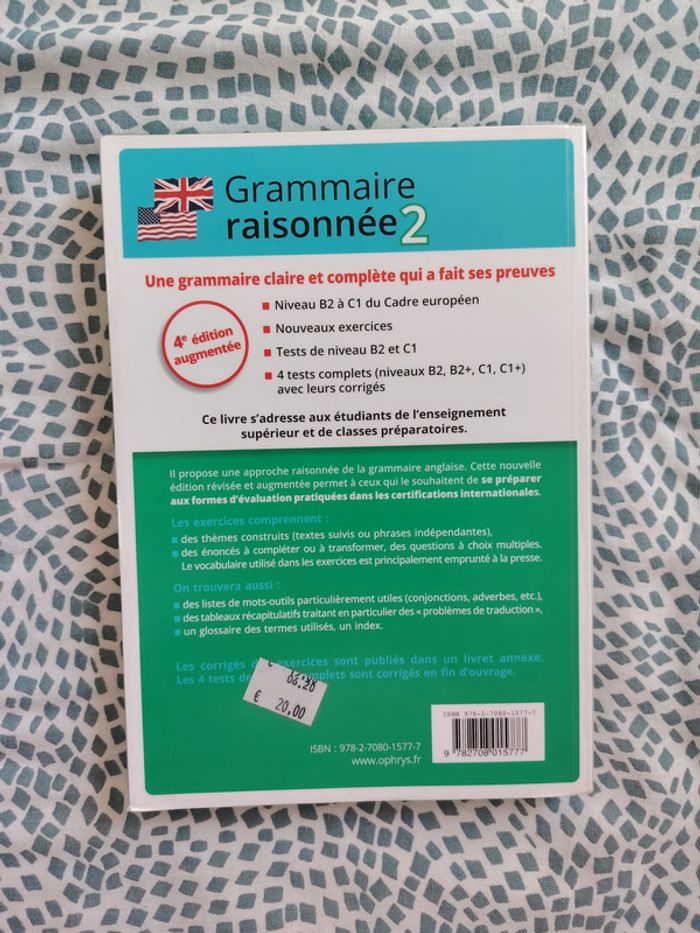 Grammaire
raisonnée 2
Une grammaire claire et complète qui a fait ses preuves
4e édition
augmentée
Niveau B2 à C1 du Cadre européen
Nouveaux exercices
Tests de niveau B2 et C1
4 tests complets (niveaux B2, B2+, C1, C1+)
avec leurs corrigés
Ce livre s'adresse aux étudiants de l'enseignement
supérieur et de classes préparatoires.
Il propose une approche raisonnée de la grammaire anglaise. Cette nouvelle
édition révisée et augmentée permet à ceux qui le souhaitent de se préparer
aux formes d'évaluation pratiquées dans les certifications internationales.
Les exercices comprennent :
des thèmes construits (textes suivis ou phrases indépendantes),
des énoncés à compléter ou à transformer, des questions à choix multiples.
Le vocabulaire utilisé dans les exercices est principalement emprunté à la presse.
On trouvera aussi :
des listes de mots-outils particulièrement utiles (conjonctions, adverbes, etc.),
des tableaux récapitulatifs traitant en particulier des « problèmes de traduction »,
un glossaire des termes utilisés, un index.
Les corrigés exercices sont publiés dans un livret annexe.
Les 4 tests de sont corrigés en fin d'ouvrage.
€ 20.00
ISBN 978-2-7080-1577-7
9 782708 015777
ISBN : 978-2-7080-1577-7
www.ophrys.fr